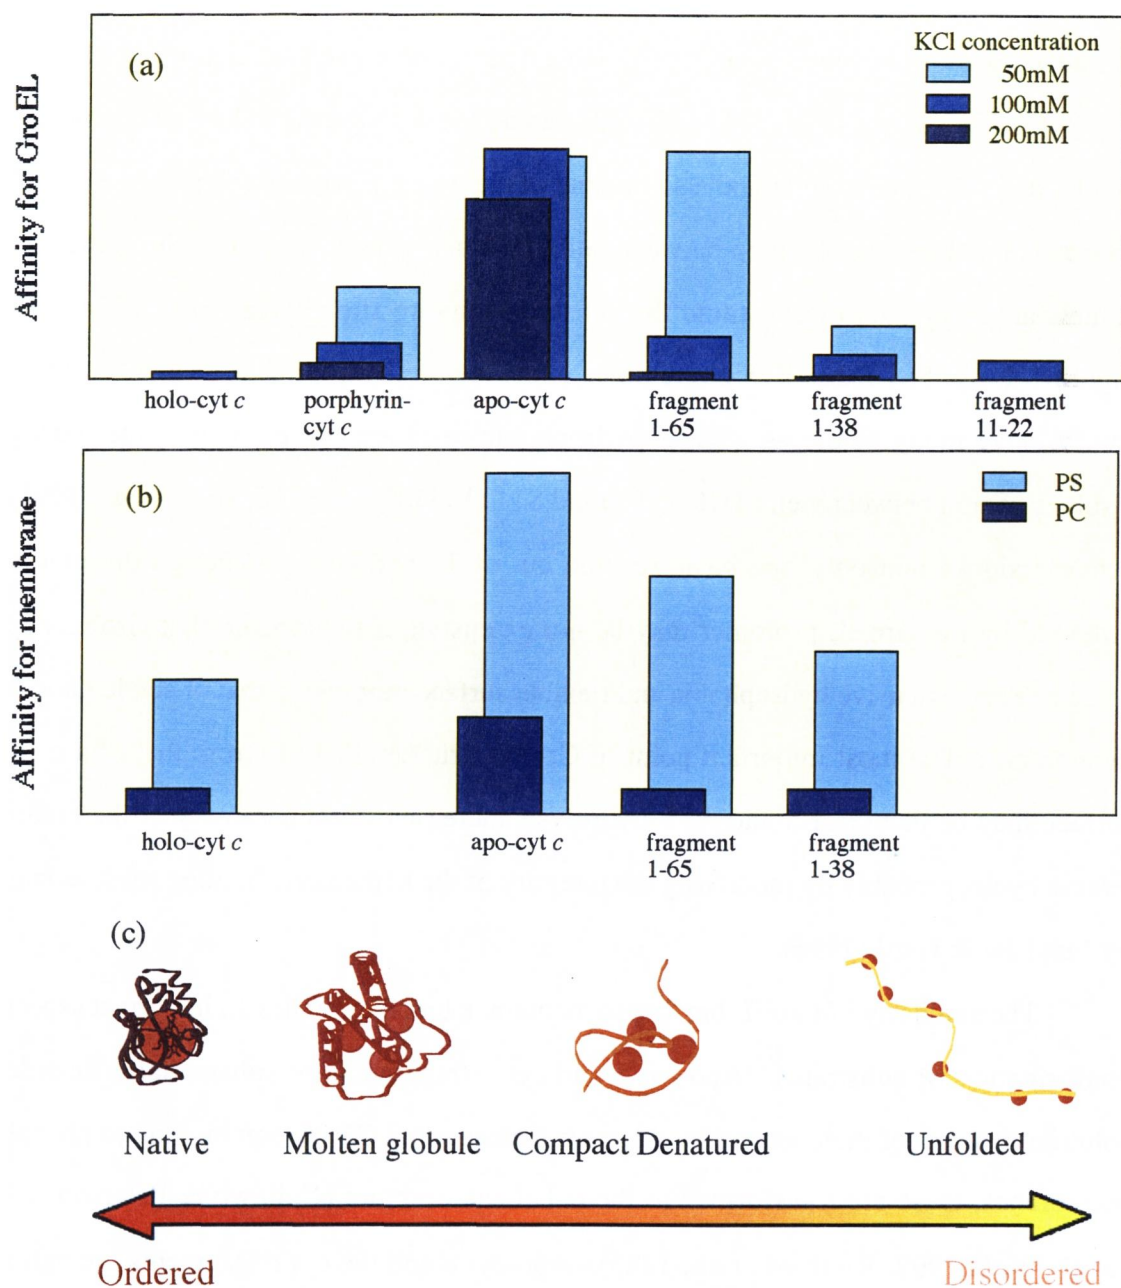 Affinity for GroEL
(a)
KCl concentration
50mM
100mM
200mM
holo-cyt c
porphyrin-
cyt c
apo-cyt c
fragment
1-65
fragment
1-38
fragment
11-22
Affinity for membrane
(b)
PS
PC
holo-cyt c
apo-cyt c
fragment
1-65
fragment
1-38
(c)
Native
Molten globule
Compact Denatured
Unfolded
Ordered
Disordered